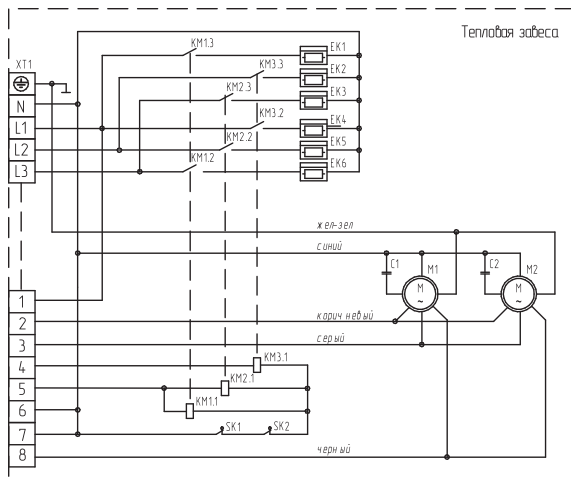 Тепловая завеса
XT1
N
L1
L2
L3
KM1.3
KM3.3
KM2.3
KM3.2
KM2.2
KM1.2
EK1
EK2
EK3
EK4
EK5
EK6
жел-зел
синий
C1
M1
C2
M2
M
~
M
~
коричневый
серый
1
2
3
4
5
6
7
8
KM3.1
KM2.1
KM1.1
SK1
SK2
черный